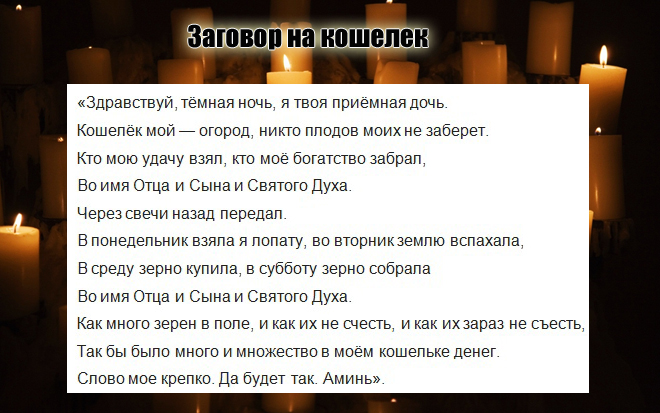 Заговор на кошелек
«Здравствуй, тёмная ночь, я твоя приёмная дочь.
Кошелёк мой — огород, никто плодов моих не заберет.
Кто мою удачу взял, кто моё богатство забрал,
Во имя Отца и Сына и Святого Духа.
Через свечи назад передал.
В понедельник взяла я лопату, во вторник землю вспахала,
В среду зерно купила, в субботу зерно собрала
Во имя Отца и Сына и Святого Духа.
Как много зерен в поле, и как их не счесть, и как их зараз не съесть,
Так бы было много и множество в моём кошельке денег.
Слово мое крепко. Да будет так. Аминь».